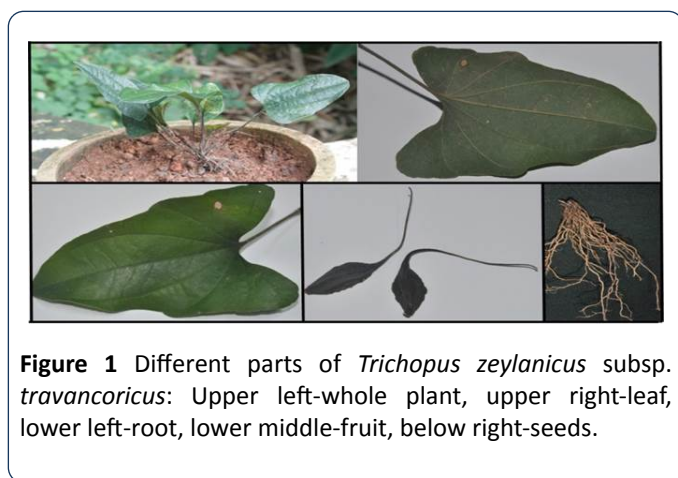 Figure 1 Different parts of Trichopus zeylanicus subsp.
travancoricus: Upper left-whole plant, upper right-leaf,
lower left-root, lower middle-fruit, below right-seeds.